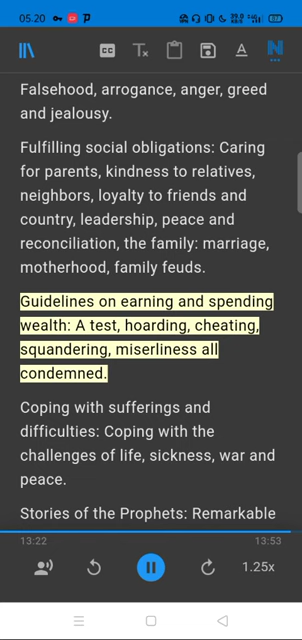 05.20
Falsehood, arrogance, anger, greed
and jealousy.
Fulfilling social obligations: Caring
for parents, kindness to relatives,
neighbors, loyalty to friends and
country, leadership, peace and
reconciliation, the family: marriage,
motherhood, family feuds.
Guidelines on earning and spending
wealth: A test, hoarding, cheating,
squandering, miserliness all
condemned.
Coping with sufferings and
difficulties: Coping with the
challenges of life, sickness, war and
peace.
Stories of the Prophets: Remarkable
13:22 13:53
1.25x